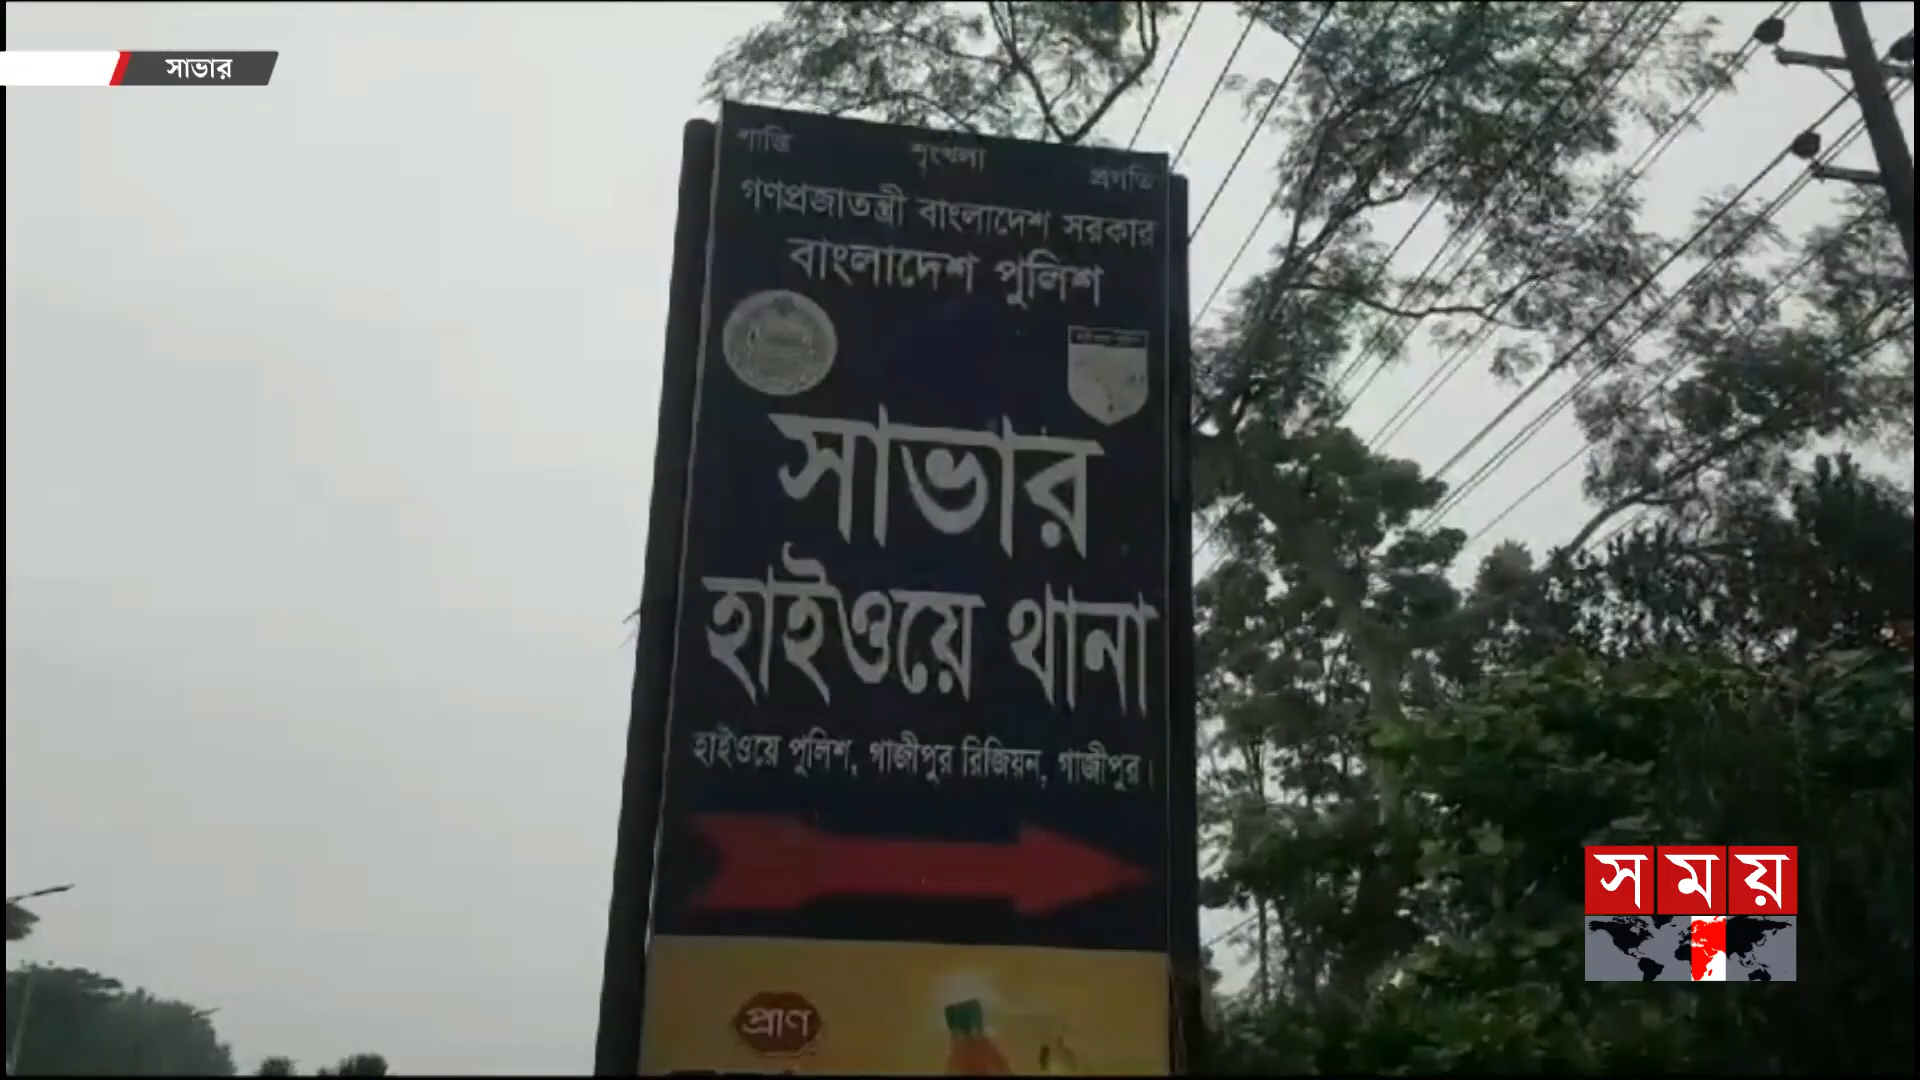 সাভার
শান্তি শৃংখলা প্রগতি
গণপ্রজাতন্ত্রী বাংলাদেশ সরকার
বাংলাদেশ পুলিশ
সাভার
হাইওয়ে থানা
হাইওয়ে পুলিশ, গাজীপুর রিজিয়ন, গাজীপুর।
প্রাণ
সময়